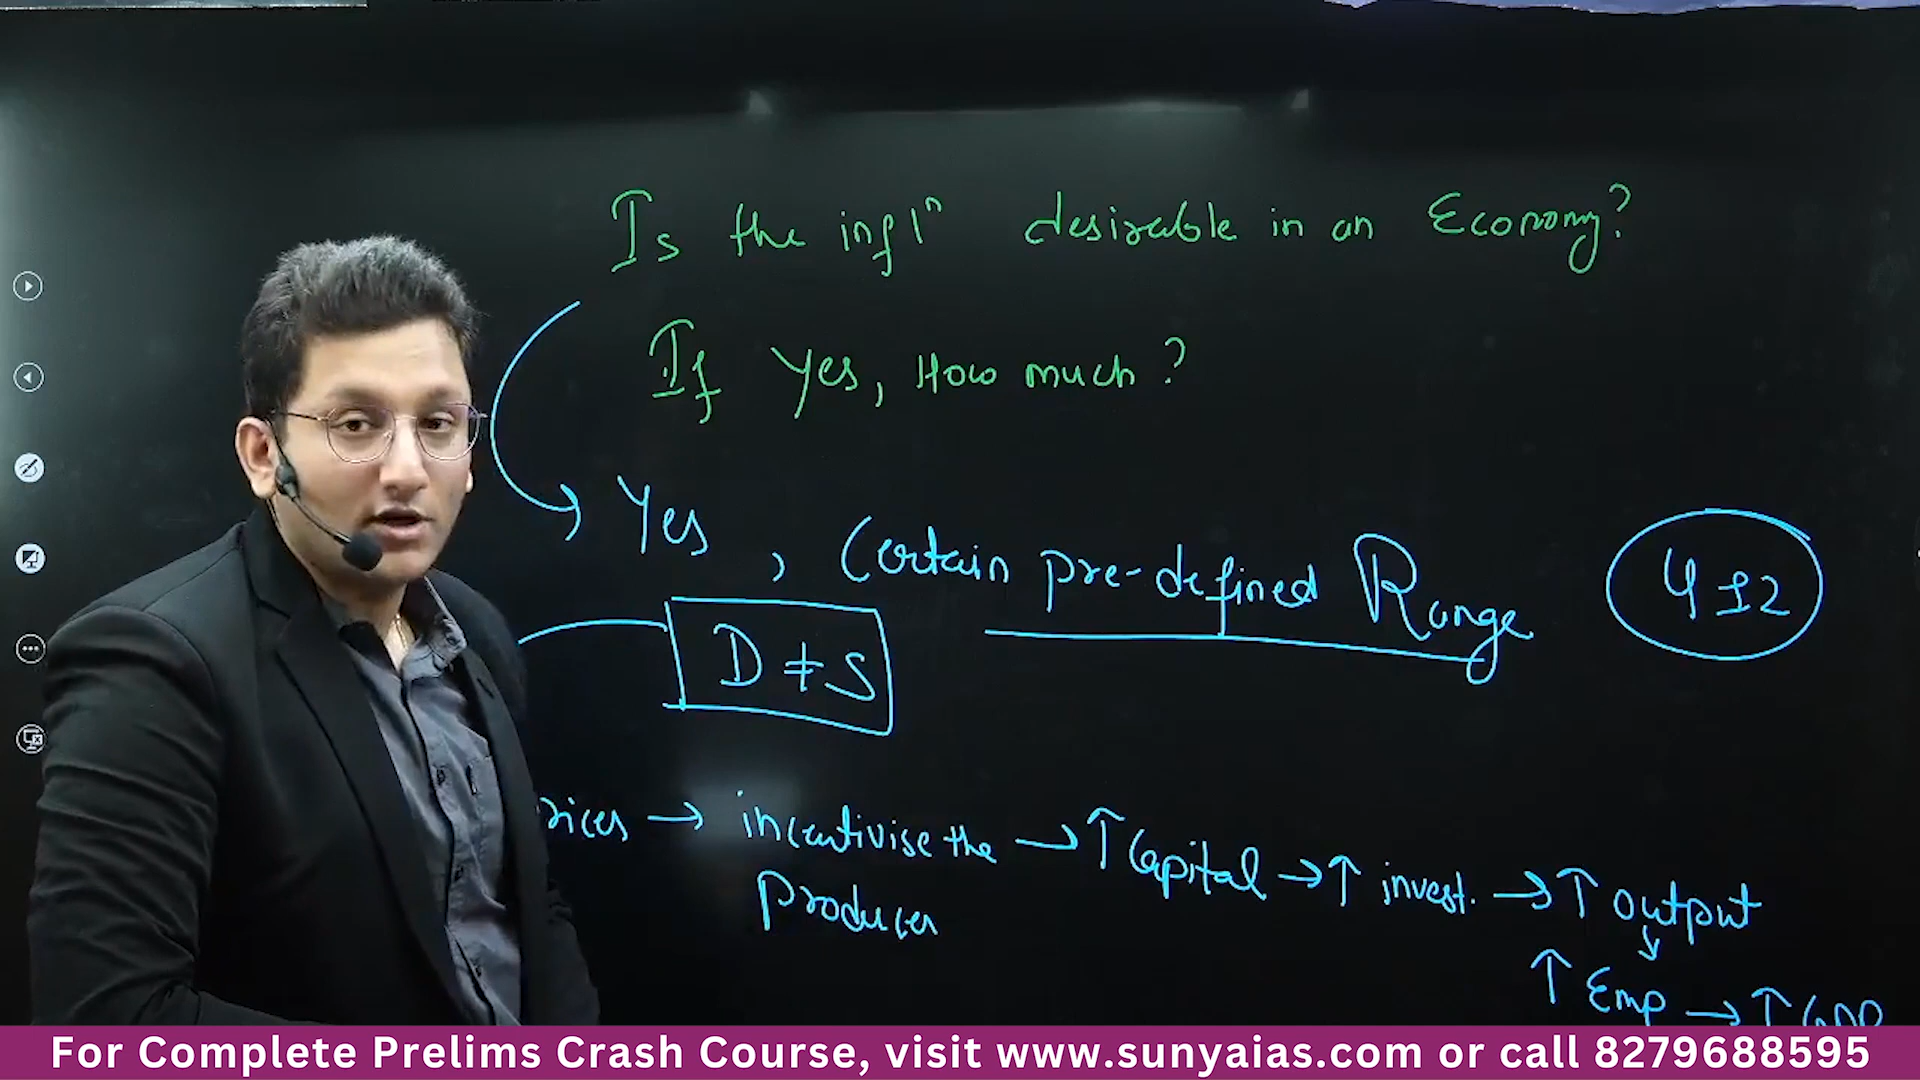 Is the inflⁿ desirable in an Economy?
If Yes, How much?
Yes, Certain pre-defined Range 4±2
D ≠ S
rices → incentivise the Producer → ↑ Capital → ↑ invest. → ↑ output
↑ Emp → ↑ GDP
For Complete Prelims Crash Course, visit www.sunyaias.com or call 8279688595